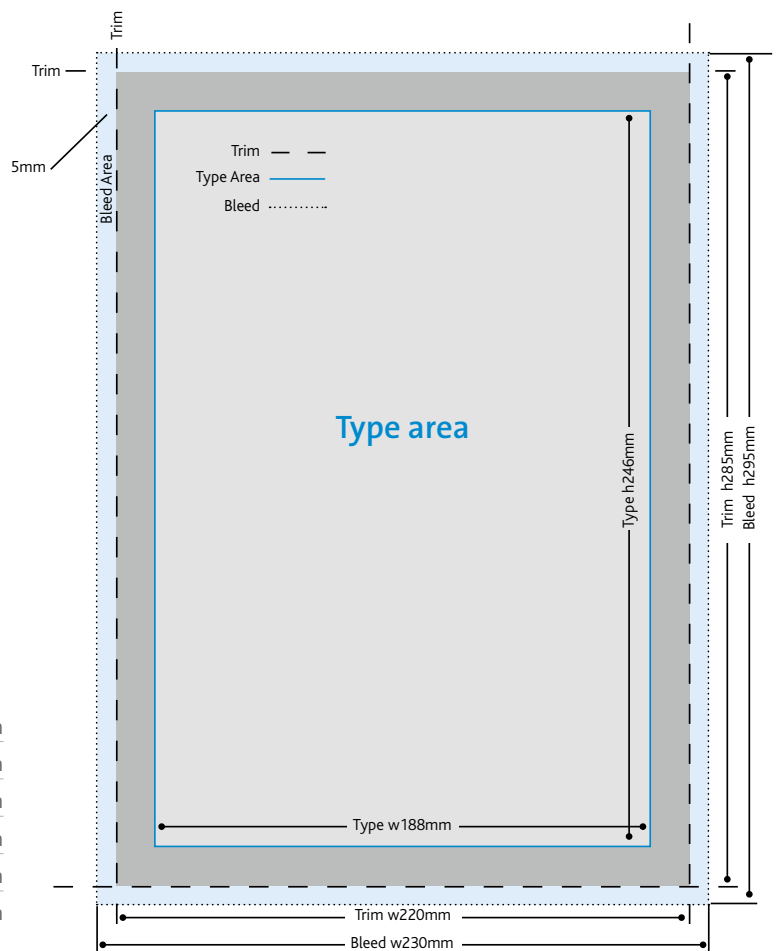 Trim
Trim
5mm
Bleed Area
Trim
Type Area
Bleed
Type area
Type h246mm
Trim h285mm
Bleed h295mm
Type w188mm
Trim w220mm
Bleed w230mm